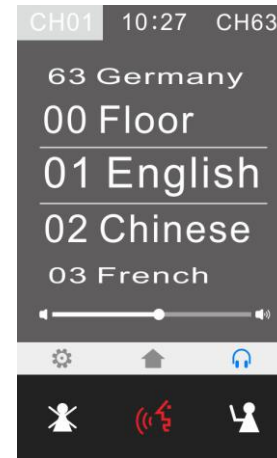 CH01 10:27 CH63
63 Germany
00 Floor
01 English
02 Chinese
03 French